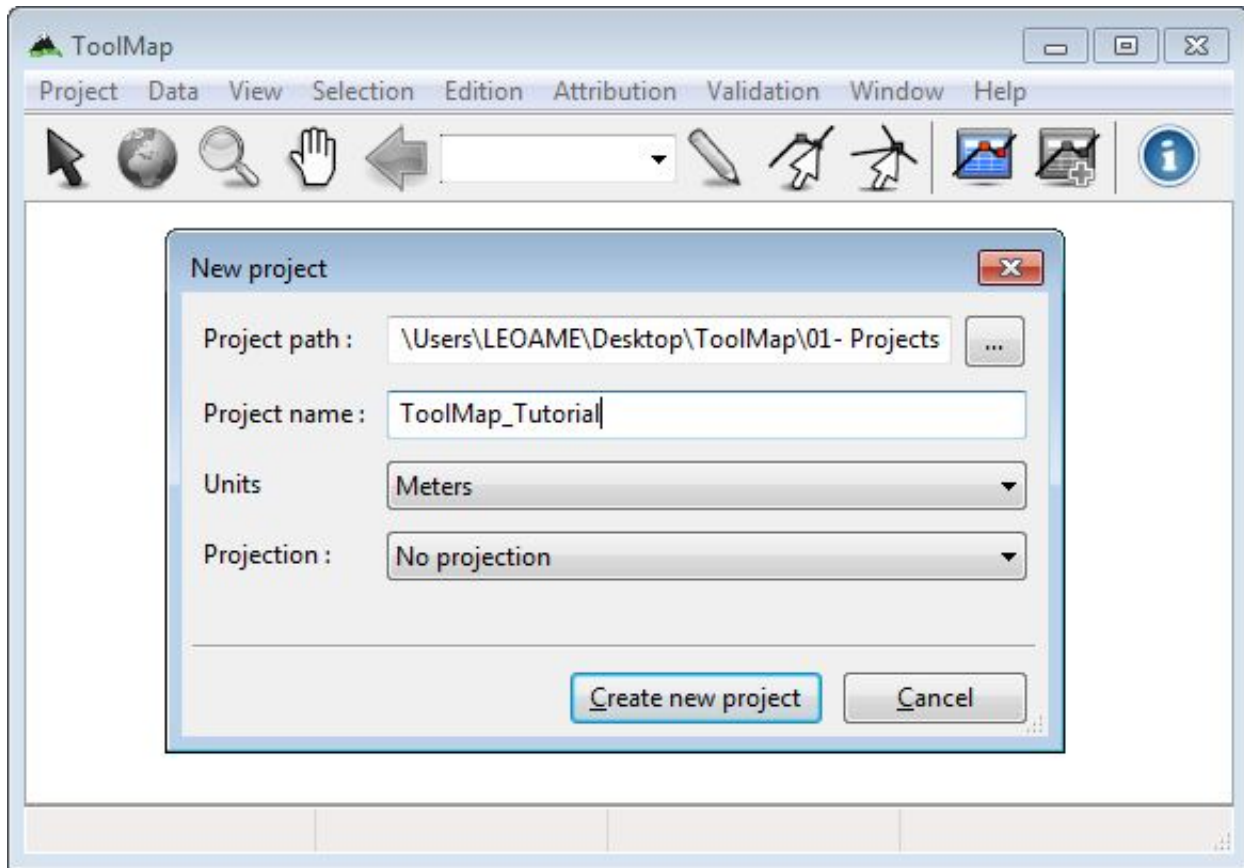 ToolMap
Project Data View Selection Edition Attribution Validation Window Help
New project
Project path : \Users\LEOAME\Desktop\ToolMap\01- Projects ...
Project name : ToolMap_Tutorial
Units Meters
Projection : No projection
Create new project Cancel